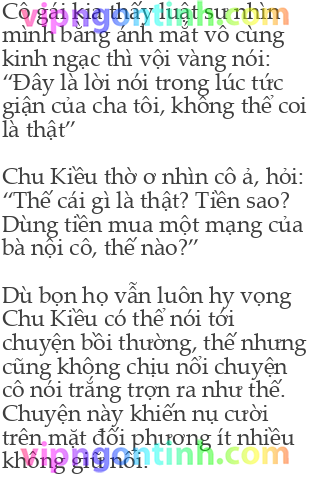 Cô gái kia thấy luật sư nhìn
mình bằng ánh mắt vô cùng
kinh ngạc thì vội vàng nói:
“Đây là lời nói trong lúc tức
giận của cha tôi, không thể coi
là thật”
Chu Kiều thờ ơ nhìn cô ả, hỏi:
“Thế cái gì là thật? Tiền sao?
Dùng tiền mua một mạng của
bà nội cô, thế nào?”
Dù bọn họ vẫn luôn hy vọng
Chu Kiều có thể nói tới
chuyện bồi thường, thế nhưng
cũng không chịu nổi chuyện
cô nói trắng trợn ra như thế.
Chuyện này khiến nụ cười
trên mặt đối phương ít nhiều
không giữ nổi.
vipngontinh.com
vipngontinh.com